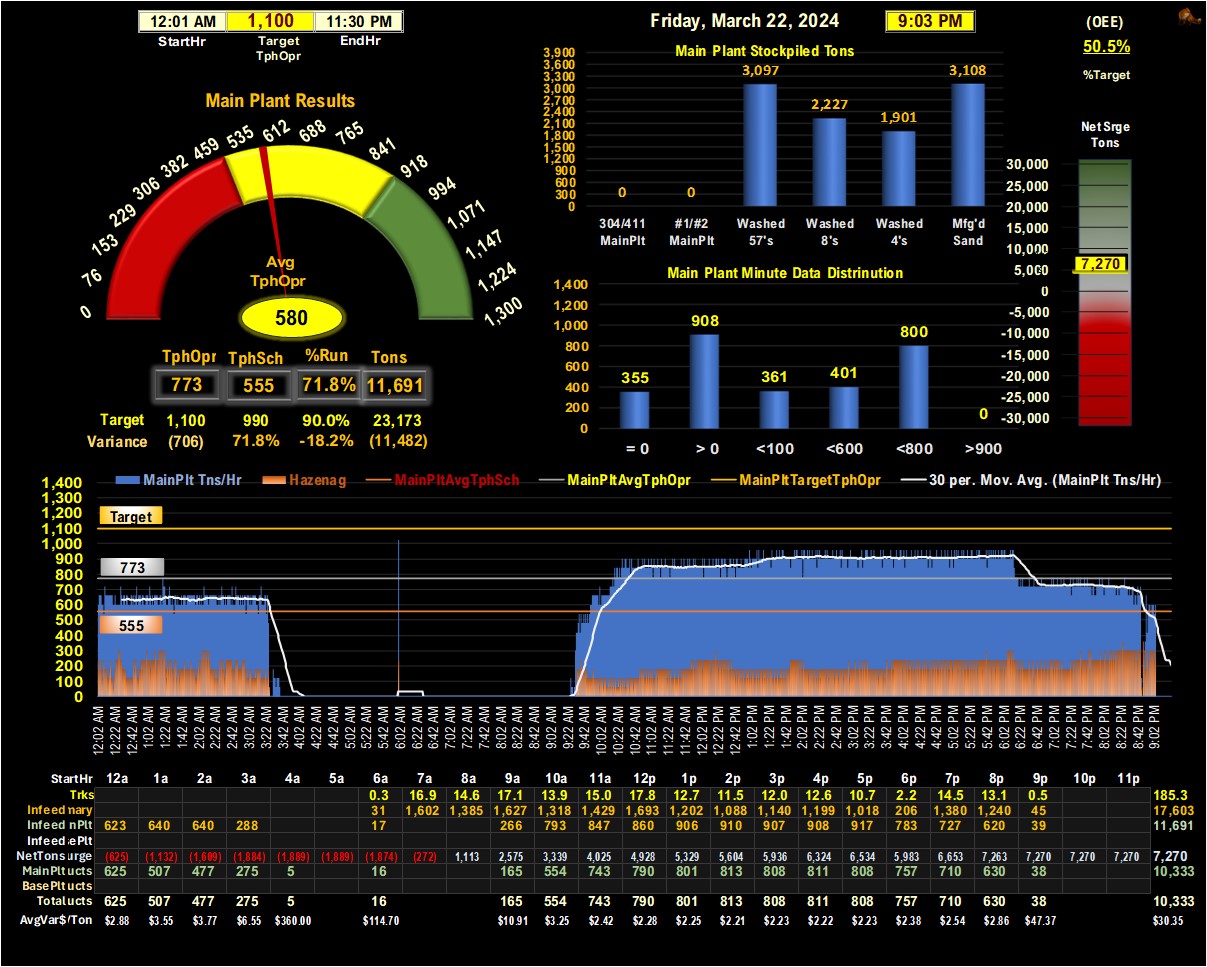 12:01 AM 1,100 11:30 PM
StartHr Target TphOpr EndHr
Friday, March 22, 2024 9:03 PM
(OEE)
50.5%
%Target
Main Plant Results
0 76 153 229 306 382 459 535 612 688 765 841 918 994 1,071 1,147 1,224 1,300
Avg
TphOpr
580
TphOpr TphSch %Run Tons
773 555 71.8% 11,691
Target 1,100 990 90.0% 23,173
Variance (706) 71.8% -18.2% (11,482)
Main Plant Stockpiled Tons
3,900
3,600
3,300
3,000
2,700
2,400
2,100
1,800
1,500
1,200
900
600
300
0
0 0 3,097 2,227 1,901 3,108
304/411 #1/#2 Washed Washed Washed Mfg'd
MainPlt MainPlt 57's 8's 4's Sand
Main Plant Minute Data Distrinution
1,400
1,200
1,000
800
600
400
200
0
355 908 361 401 800 0
= 0 > 0 <100 <600 <800 >900
Net Srge
Tons
30,000
25,000
20,000
15,000
10,000
5,000
0
-5,000
-10,000
-15,000
-20,000
-25,000
-30,000
7,270
MainPlt Tns/Hr Hazenag MainPltAvgTphSch MainPltAvgTphOpr MainPltTargetTphOpr 30 per. Mov. Avg. (MainPlt Tns/Hr)
1,400
1,300
1,200
1,100
1,000
900
800
700
600
500
400
300
200
100
0
Target
773
555
12:02 AM 12:22 AM 12:42 AM 1:02 AM 1:22 AM 1:42 AM 2:02 AM 2:22 AM 2:42 AM 3:02 AM 3:22 AM 3:42 AM 4:02 AM 4:22 AM 4:42 AM 5:02 AM 5:22 AM 5:42 AM 6:02 AM 6:22 AM 6:42 AM 7:02 AM 7:22 AM 7:42 AM 8:02 AM 8:22 AM 8:42 AM 9:02 AM 9:22 AM 9:42 AM 10:02 AM 10:22 AM 10:42 AM 11:02 AM 11:22 AM 11:42 AM 12:02 PM 12:22 PM 12:42 PM 1:02 PM 1:22 PM 1:42 PM 2:02 PM 2:22 PM 2:42 PM 3:02 PM 3:22 PM 3:42 PM 4:02 PM 4:22 PM 4:42 PM 5:02 PM 5:22 PM 5:42 PM 6:02 PM 6:22 PM 6:42 PM 7:02 PM 7:22 PM 7:42 PM 8:02 PM 8:22 PM 8:42 PM 9:02 PM
StartHr 12a 1a 2a 3a 4a 5a 6a 7a 8a 9a 10a 11a 12p 1p 2p 3p 4p 5p 6p 7p 8p 9p 10p 11p
Trks 0.3 16.9 14.6 17.1 13.9 15.0 17.8 12.7 11.5 12.0 12.6 10.7 2.2 14.5 13.1 0.5 185.3
Infeed nary 31 1,602 1,385 1,627 1,318 1,429 1,693 1,202 1,088 1,140 1,199 1,018 206 1,380 1,240 45 17,603
Infeed nPlt 623 640 640 288 17 266 793 847 860 906 910 907 908 917 783 727 620 39 11,691
Infeed ePlt
NetTons urge (625) (1,132) (1,609) (1,884) (1,889) (1,889) (1,874) (272) 1,113 2,575 3,339 4,025 4,928 5,329 5,604 5,936 6,324 6,534 5,983 6,653 7,263 7,270 7,270 7,270 7,270
MainPlt ucts 625 507 477 275 5 16 165 554 743 790 801 813 808 811 808 757 710 630 38 10,333
BasePlt ucts
Total ucts 625 507 477 275 5 16 165 554 743 790 801 813 808 811 808 757 710 630 38 10,333
AvgVar$/Ton $2.88 $3.55 $3.77 $6.55 $360.00 $114.70 $10.91 $3.25 $2.42 $2.28 $2.25 $2.21 $2.23 $2.22 $2.23 $2.38 $2.54 $2.86 $47.37 $30.35